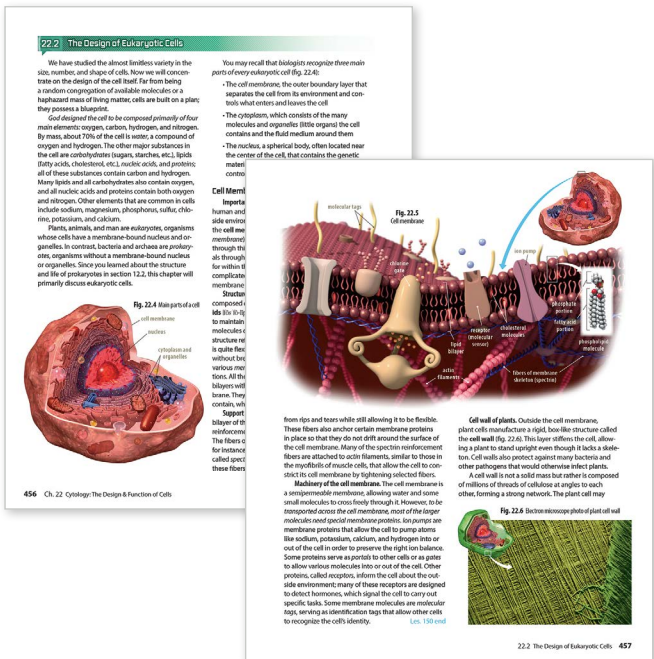 22.2 The Design of Eukaryotic Cells
We have studied the almost limitless variety in the
size, number, and shape of cells. Now we will concen-
trate on the design of the cell itself. Far from being
a random congregation of available molecules or a
haphazard mass of living matter, cells are built on a plan;
they possess a blueprint.
God designed the cell to be composed primarily of four
main elements: oxygen, carbon, hydrogen, and nitrogen.
By mass, about 70% of the cell is water, a compound of
oxygen and hydrogen. The other major substances in
the cell are carbohydrates (sugars, starches, etc.), lipids
(fatty acids, cholesterol, etc.), nucleic acids, and proteins;
all of these substances contain carbon and hydrogen.
Many lipids and all carbohydrates also contain oxygen,
and all nucleic acids and proteins contain both oxygen
and nitrogen. Other elements that are common in cells
include sodium, magnesium, phosphorus, sulfur, chlo-
rine, potassium, and calcium.
Plants, animals, and man are eukaryotes, organisms
whose cells have a membrane-bound nucleus and or-
ganelles. In contrast, bacteria and archaea are prokary-
otes, organisms without a membrane-bound nucleus
or organelles. Since you learned about the structure
and life of prokaryotes in section 12.2, this chapter will
primarily discuss eukaryotic cells.
Fig. 22.4 Main parts of a cell
cell membrane
nucleus
cytoplasm and
organelles
456 Ch. 22 Cytology: The Design & Function of Cells
You may recall that biologists recognize three main
parts of every eukaryotic cell (fig. 22.4):
• The cell membrane, the outer boundary layer that
separates the cell from its environment and con-
trols what enters and leaves the cell
• The cytoplasm, which consists of the many
molecules and organelles (little organs) the cell
contains and the fluid medium around them
• The nucleus, a spherical body, often located near
the center of the cell, that contains the genetic
materi
contro
Cell Memb
Importa
human and
side environ
the cell me
membrane)
through thi
als through
for within t
complicate
membrane
Structur
composed
ids
to maintain
molecules
structure re
is quite flex
without bre
various mer
tions. All the
bilayers with
brane. They
contain, wh
Support
bilayer of th
reinforceme
The fibers o
for instance
called spect
these fibers
molecular tags
Fig. 22.5
Cell membrane
chlorine
gate
ion pump
receptor
(molecular
sensor)
cholesterol
molecules
phosphate
portion
fatty acid
portion
phospholipid
molecule
lipid
bilayer
actin
filaments
fibers of membrane
skeleton (spectrin)
from rips and tears while still allowing it to be flexible.
These fibers also anchor certain membrane proteins
in place so that they do not drift around the surface of
the cell membrane. Many of the spectrin reinforcement
fibers are attached to actin filaments, similar to those in
the myofibrils of muscle cells, that allow the cell to con-
strict its cell membrane by tightening selected fibers.
Machinery of the cell membrane. The cell membrane is
a semipermeable membrane, allowing water and some
small molecules to cross freely through it. However, to be
transported across the cell membrane, most of the larger
molecules need special membrane proteins. Ion pumps are
membrane proteins that allow the cell to pump atoms
like sodium, potassium, calcium, and hydrogen into or
out of the cell in order to preserve the right ion balance.
Some proteins serve as portals to other cells or as gates
to allow various molecules into or out of the cell. Other
proteins, called receptors, inform the cell about the out-
side environment; many of these receptors are designed
to detect hormones, which signal the cell to carry out
specific tasks. Some membrane molecules are molecular
tags, serving as identification tags that allow other cells
to recognize the cell's identity. Les. 150 end
Cell wall of plants. Outside the cell membrane,
plant cells manufacture a rigid, box-like structure called
the cell wall (fig. 22.6). This layer stiffens the cell, allow-
ing a plant to stand upright even though it lacks a skele-
ton. Cell walls also protect against many bacteria and
other pathogens that would otherwise infect plants.
A cell wall is not a solid mass but rather is composed
of millions of threads of cellulose at angles to each
other, forming a strong network. The plant cell may
Fig. 22.6 Electron microscope photo of plant cell wall
22.2 The Design of Eukaryotic Cells 457